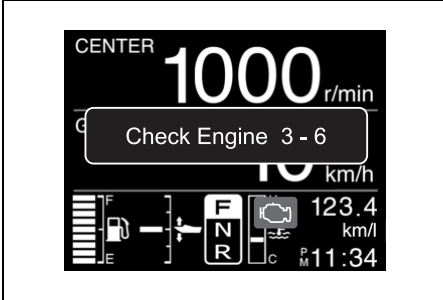 CENTER
1000 r/min
G
Check Engine 3 - 6
km/h
F
F
H
123.4
N
km/l
E
R
C
PM 11:34